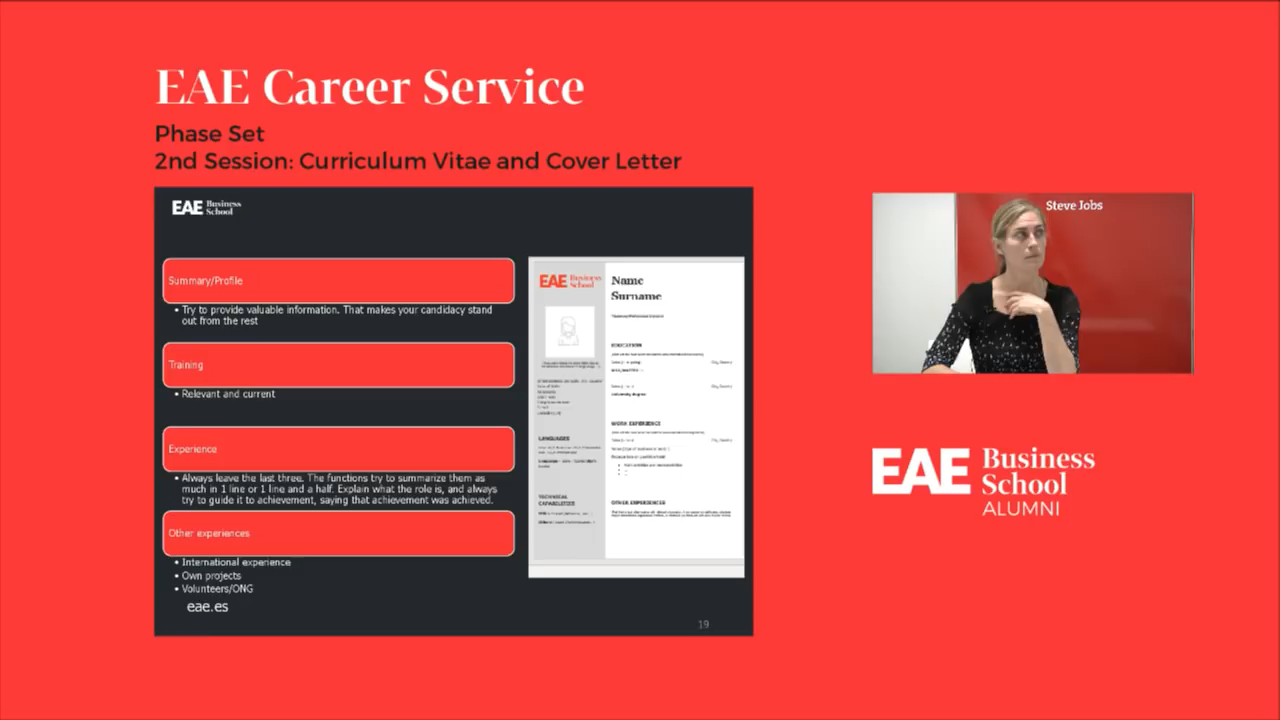 EAE Career Service
Phase Set
2nd Session: Curriculum Vitae and Cover Letter
EAE Business
School
Summary/Profile
• Try to provide valuable information. That makes your candidacy stand
out from the rest
Training
• Relevant and current
Experience
• Always leave the last three. The functions try to summarize them as
much in 1 line or 1 line and a half. Explain what the role is, and always
try to guide it to achievement, saying that achievement was achieved.
Other experiences
• International experience
• Own projects
• Volunteers/ONG
eae.es
19
EAE Business
School
LANGUAGES
TECHNICAL
CAPABILITIES
Name
Surname
EDUCATION
University degree
WORK EXPERIENCE
OTHER EXPERIENCES
Steve Jobs
EAE Business
School
ALUMNI